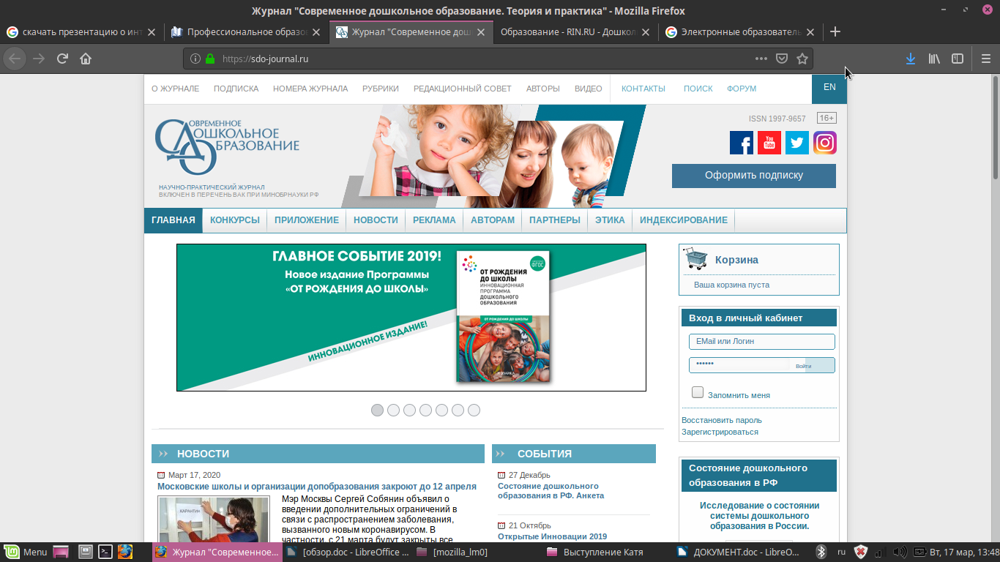 Журнал "Современное дошкольное образование. Теория и практика" - Mozilla Firefox
скачать презентацию о инт
Профессиональное образо
Журнал "Современное дош
Образование - RIN.RU - Дошкол
Электронные образователь
https://sdo-journal.ru
О ЖУРНАЛЕ ПОДПИСКА НОМЕРА ЖУРНАЛА РУБРИКИ РЕДАКЦИОННЫЙ СОВЕТ АВТОРЫ ВИДЕО КОНТАКТЫ ПОИСК ФОРУМ EN
СОВРЕМЕННОЕ
ДОШКОЛЬНОЕ
ОБРАЗОВАНИЕ
НАУЧНО-ПРАКТИЧЕСКИЙ ЖУРНАЛ
ВКЛЮЧЕН В ПЕРЕЧЕНЬ ВАК ПРИ МИНОБРНАУКИ РФ
ISSN 1997-9657 16+
You Tube
Оформить подписку
ГЛАВНАЯ КОНКУРСЫ ПРИЛОЖЕНИЕ НОВОСТИ РЕКЛАМА АВТОРАМ ПАРТНЕРЫ ЭТИКА ИНДЕКСИРОВАНИЕ
ГЛАВНОЕ СОБЫТИЕ 2019!
Новое издание Программы
«ОТ РОЖДЕНИЯ ДО ШКОЛЫ»
ИННОВАЦИОННОЕ ИЗДАНИЕ!
ФГОС
ОТ РОЖДЕНИЯ
ДО ШКОЛЫ
ИННОВАЦИОННАЯ
ПРОГРАММА
ДОШКОЛЬНОГО
ОБРАЗОВАНИЯ
ОТ РОЖДЕНИЯ ДО ШКОЛЫ
МОЗАИКА
Корзина
Ваша корзина пуста
Вход в личный кабинет
EMail или Логин
••••••
Войти
Запомнить меня
Восстановить пароль
Зарегистрироваться
Состояние дошкольного
образования в РФ
Исследование о состоянии
системы дошкольного
образования в России.
НОВОСТИ
Март 17, 2020
Московские школы и организации допобразования закроют до 12 апреля
КАРАНТИН
Мэр Москвы Сергей Собянин объявил о
введении дополнительных ограничений в
связи с распространением заболевания,
вызванного новым коронавирусом. В
частности, с 21 марта будут закрыты все
СОБЫТИЯ
27 Декабрь
Состояние дошкольного
образования в РФ. Анкета
21 Октябрь
Открытые Инновации 2019
Menu
Журнал "Современное...
[обзор.doc - LibreOffice ...
[mozilla_lm0]
Выступление Катя
ДОКУМЕНТ.doc - LibreO...
ru
Вт, 17 мар, 13:48